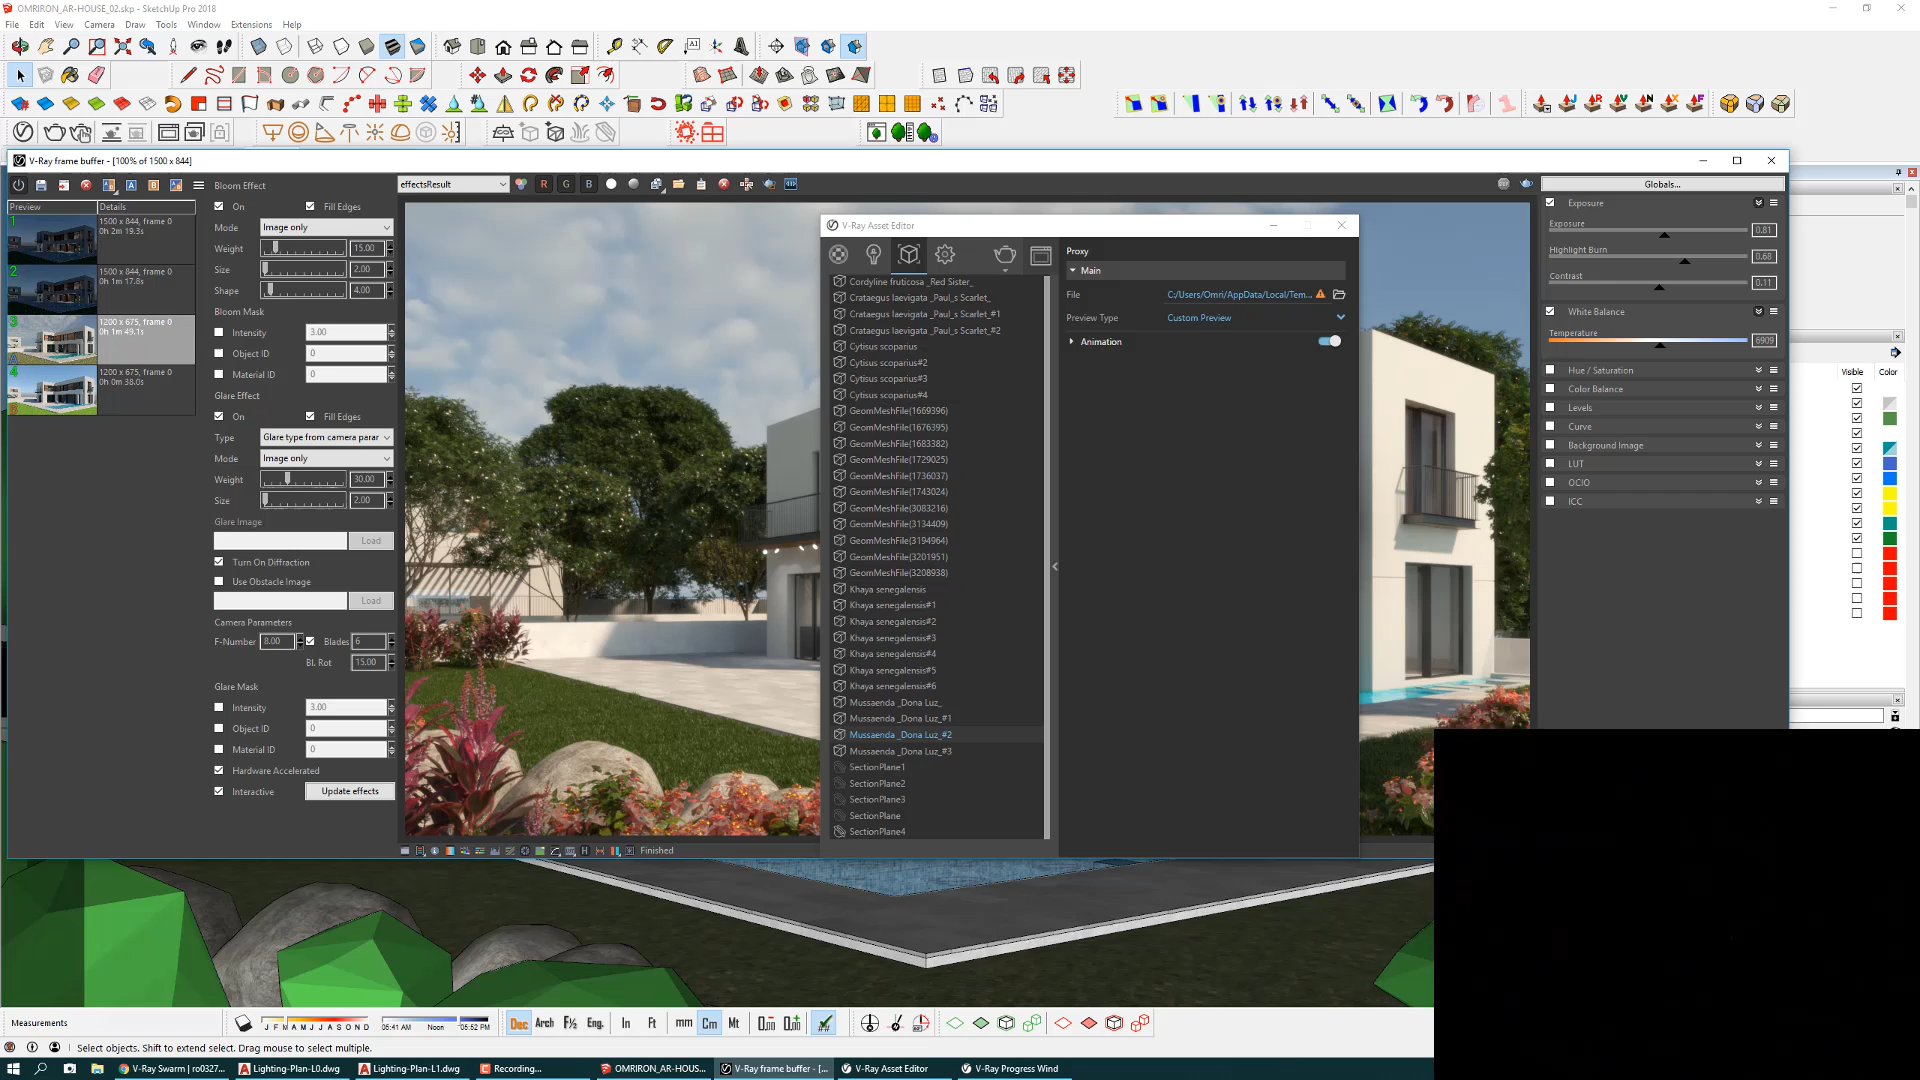 OMRIRON_AR-HOUSE_02.skp - SketchUp Pro 2018
File Edit View Camera Draw Tools Window Extensions Help
V-Ray frame buffer - [100% of 1500 x 844]
Preview Details
1 1500 x 844, frame 0
0h 2m 19.3s
2 1500 x 844, frame 0
0h 1m 17.8s
3 1200 x 675, frame 0
0h 1m 49.1s
A
4 1200 x 675, frame 0
0h 0m 38.0s
B
Bloom Effect
On Fill Edges
Mode Image only
Weight 15.00
Size 2.00
Shape 4.00
Bloom Mask
Intensity 3.00
Object ID 0
Material ID 0
Glare Effect
On Fill Edges
Type Glare type from camera parar
Mode Image only
Weight 30.00
Size 2.00
Glare Image
Load
Turn On Diffraction
Use Obstacle Image
Load
Camera Parameters
F-Number 8.00 Blades 6
Bl. Rot 15.00
Glare Mask
Intensity 3.00
Object ID 0
Material ID 0
Hardware Accelerated
Interactive Update effects
effectsResult R G B
Finished
V-Ray Asset Editor
Cordyline fruticosa _Red Sister_
Crataegus laevigata _Paul_s Scarlet_
Crataegus laevigata _Paul_s Scarlet_#1
Crataegus laevigata _Paul_s Scarlet_#2
Cytisus scoparius
Cytisus scoparius#2
Cytisus scoparius#3
Cytisus scoparius#4
GeomMeshFile(1669396)
GeomMeshFile(1676395)
GeomMeshFile(1683382)
GeomMeshFile(1729025)
GeomMeshFile(1736037)
GeomMeshFile(1743024)
GeomMeshFile(3083216)
GeomMeshFile(3134409)
GeomMeshFile(3194964)
GeomMeshFile(3201951)
GeomMeshFile(3208938)
Khaya senegalensis
Khaya senegalensis#1
Khaya senegalensis#2
Khaya senegalensis#3
Khaya senegalensis#4
Khaya senegalensis#5
Khaya senegalensis#6
Mussaenda _Dona Luz_
Mussaenda _Dona Luz_#1
Mussaenda _Dona Luz_#2
Mussaenda _Dona Luz_#3
SectionPlane1
SectionPlane2
SectionPlane3
SectionPlane
SectionPlane4
Proxy
Main
File C:/Users/Omri/AppData/Local/Tem...
Preview Type Custom Preview
Animation
Globals...
Exposure
Exposure 0.81
Highlight Burn 0.68
Contrast 0.11
White Balance
Temperature 6909
Hue / Saturation
Color Balance
Levels
Curve
Background Image
LUT
OCIO
ICC
Visible Color
Measurements
J F M A M J J A S O N D
05:41 AM Noon 05:52 PM
Dec Arch F½ Eng. In Ft mm Cm Mt
Select objects. Shift to extend select. Drag mouse to select multiple.
V-Ray Swarm | ro0327... Lighting-Plan-L0.dwg Lighting-Plan-L1.dwg Recording... OMRIRON_AR-HOUS... V-Ray frame buffer - [... V-Ray Asset Editor V-Ray Progress Wind